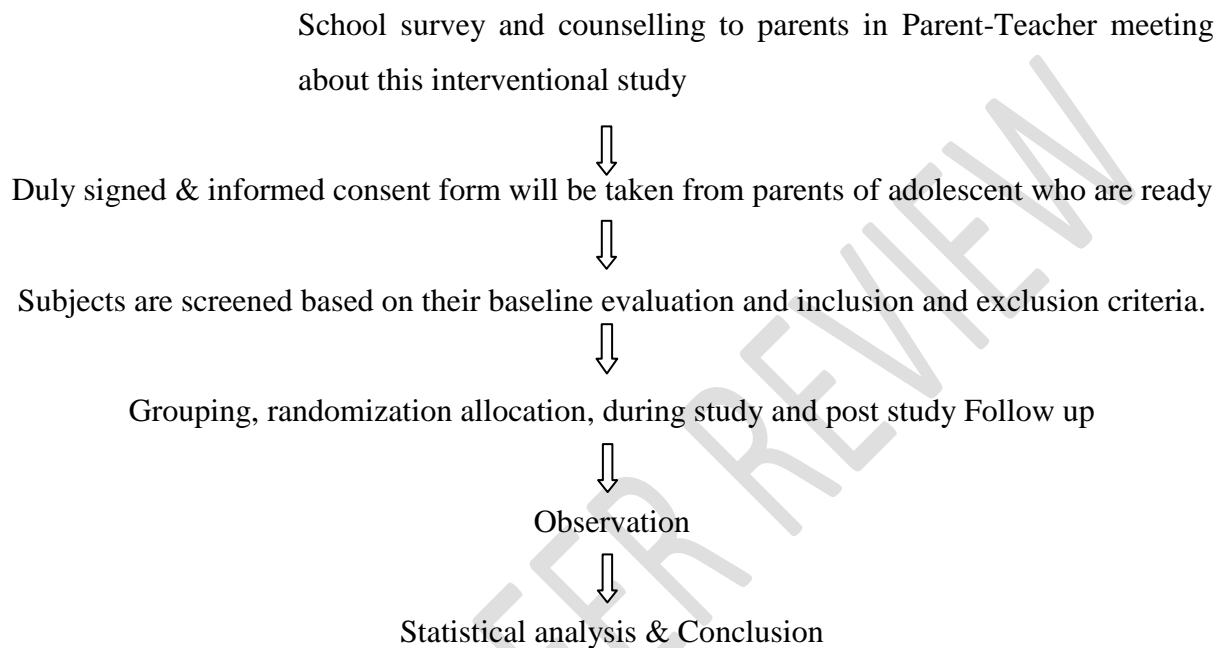 School survey and counselling to parents in Parent-Teacher meeting
about this interventional study
Duly signed & informed consent form will be taken from parents of adolescent who are ready
Subjects are screened based on their baseline evaluation and inclusion and exclusion criteria.
Grouping, randomization allocation, during study and post study Follow up
Observation
Statistical analysis & Conclusion
ER REVIEW